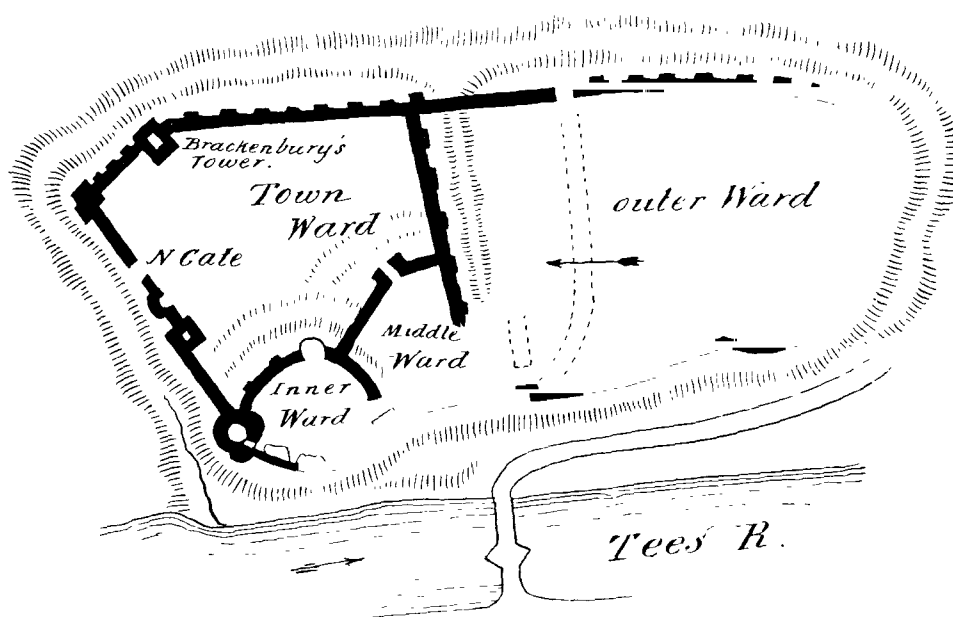 Brackenbury's
Tower.
Town
Ward
outer Ward
N Gate
Middle
Ward
Inner
Ward
Tees R.